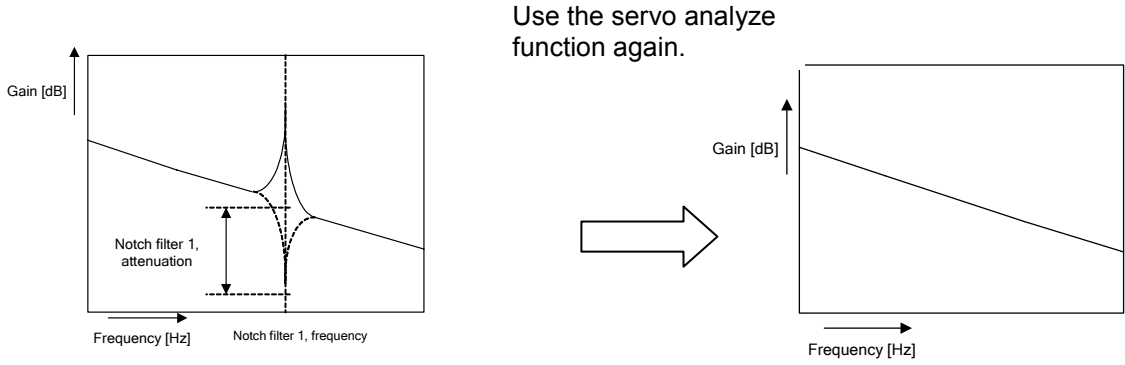 Use the servo analyze
function again.
Gain [dB]
Notch filter 1,
attenuation
Frequency [Hz]
Notch filter 1, frequency
Gain [dB]
Frequency [Hz]